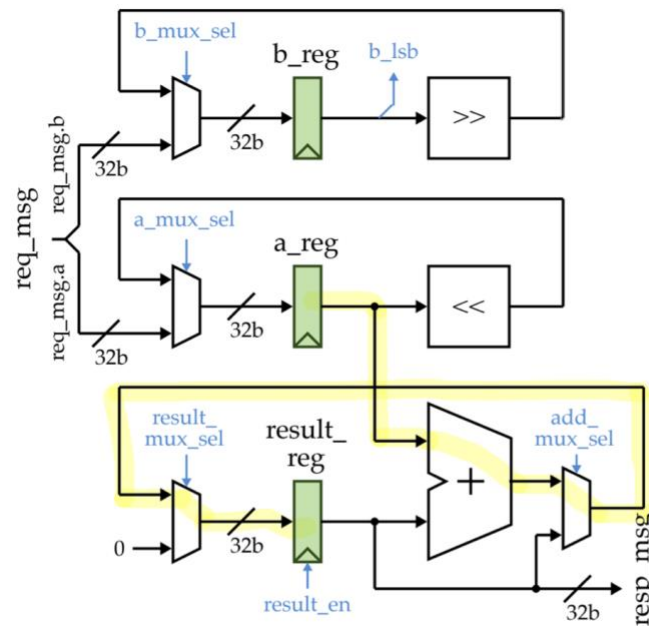 b_mux_sel
b_reg
b_lsb
32b
>>
req_msg.b
32b
req_msg
a_mux_sel
a_reg
32b
<<
req_msg.a
32b
result_
mux_sel
result_
reg
add_
mux_sel
+
32b
0
result_en
32b
resp_msg